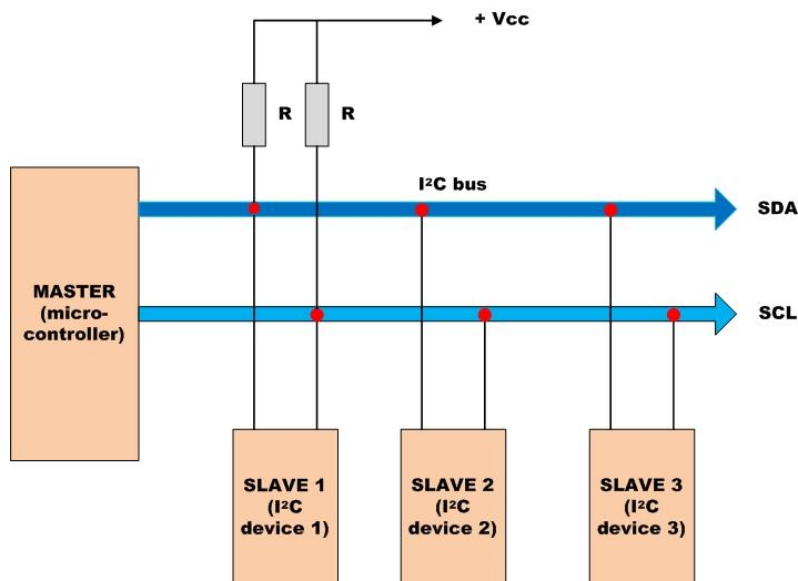 + Vcc
R R
I²C bus
SDA
MASTER
(micro-
controller)
SCL
SLAVE 1
(I²C
device 1)
SLAVE 2
(I²C
device 2)
SLAVE 3
(I²C
device 3)